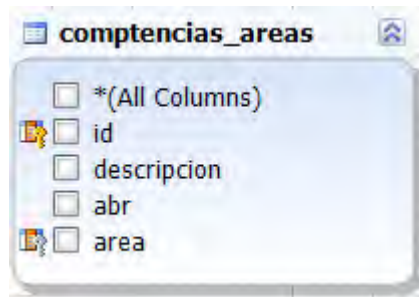 comptencias_areas
*(All Columns)
id
descripcion
abr
area